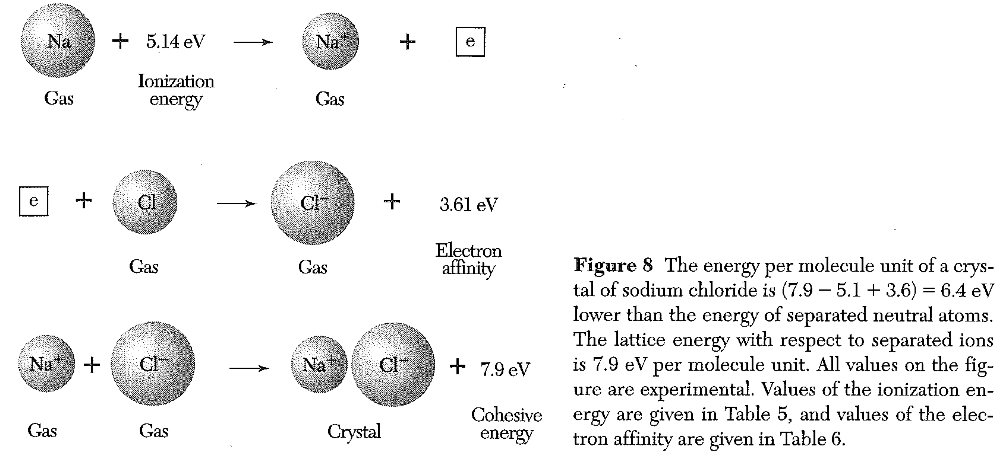 Na + 5.14 eV → Na⁺ + e
Ionization
energy
Gas Gas
e + Cl → Cl⁻ + 3.61 eV
Electron
affinity
Gas Gas
Na⁺ + Cl⁻ → Na⁺ Cl⁻ + 7.9 eV
Cohesive
energy
Gas Gas Crystal
Figure 8 The energy per molecule unit of a crys-
tal of sodium chloride is (7.9 − 5.1 + 3.6) = 6.4 eV
lower than the energy of separated neutral atoms.
The lattice energy with respect to separated ions
is 7.9 eV per molecule unit. All values on the fig-
ure are experimental. Values of the ionization en-
ergy are given in Table 5, and values of the elec-
tron affinity are given in Table 6.